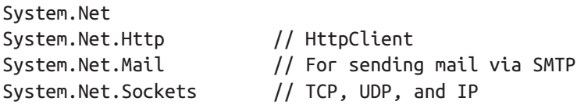 System.Net
System.Net.Http // HttpClient
System.Net.Mail // For sending mail via SMTP
System.Net.Sockets // TCP, UDP, and IP